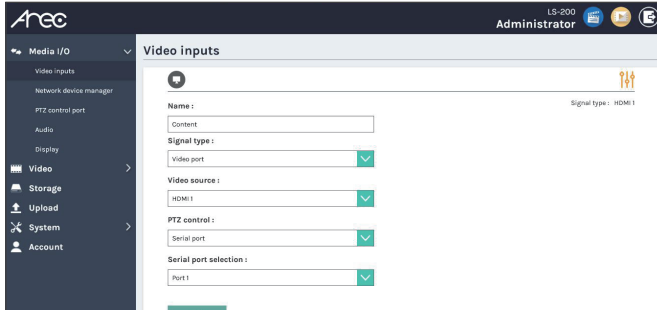 Arec
LS-200
Administrator
Media I/O
Video inputs
Network device manager
PTZ control port
Audio
Display
Video
Storage
Upload
System
Account
Video inputs
Signal type : HDMI 1
Name :
Content
Signal type :
Video port
Video source :
HDMI 1
PTZ control :
Serial port
Serial port selection :
Port 1